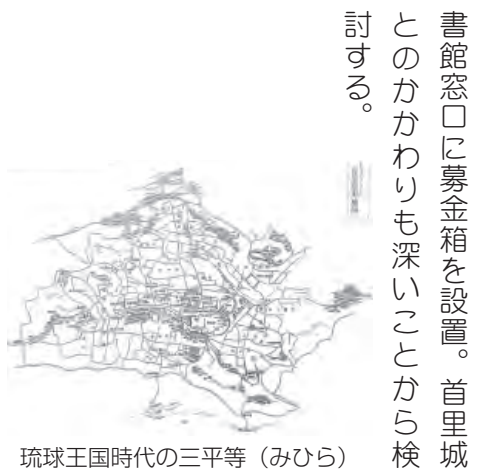 書館窓口に募金箱を設置。首里城
とのかかわりも深いことから検
討する。
琉球王国時代の三平等（みひら）